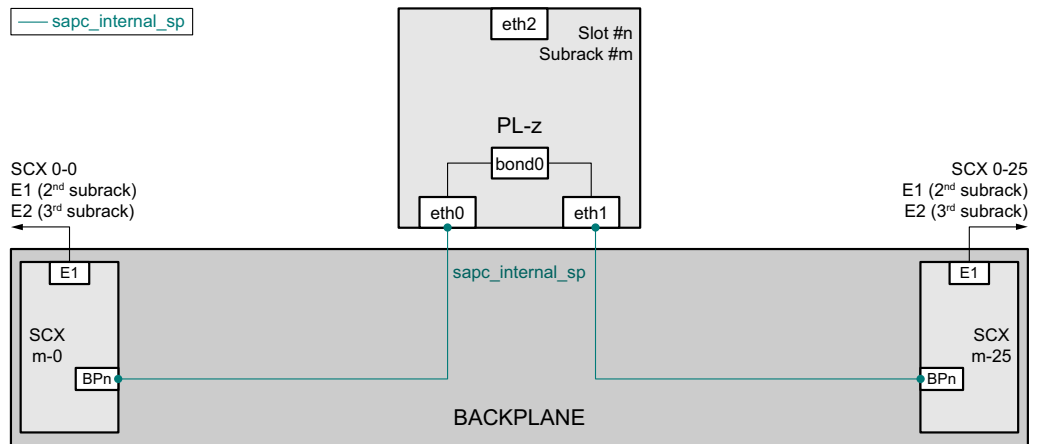 sapc_internal_sp
eth2
Slot #n
Subrack #m
PL-z
bond0
eth0
eth1
SCX 0-0
E1 (2nd subrack)
E2 (3rd subrack)
SCX 0-25
E1 (2nd subrack)
E2 (3rd subrack)
sapc_internal_sp
E1
E1
SCX
m-0
SCX
m-25
BPn
BPn
BACKPLANE